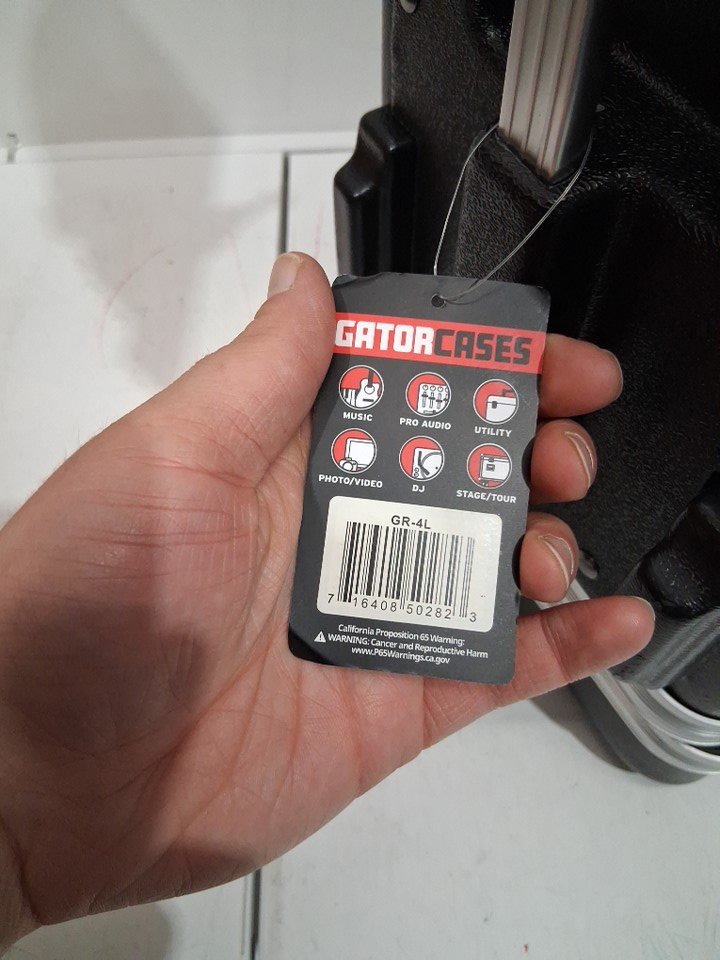 GATORCASES
MUSIC
PRO AUDIO
UTILITY
PHOTO/VIDEO
DJ
STAGE/TOUR
GR-4L
7 16408 50282 3
California Proposition 65 Warning:
WARNING: Cancer and Reproductive Harm
www.P65Warnings.ca.gov